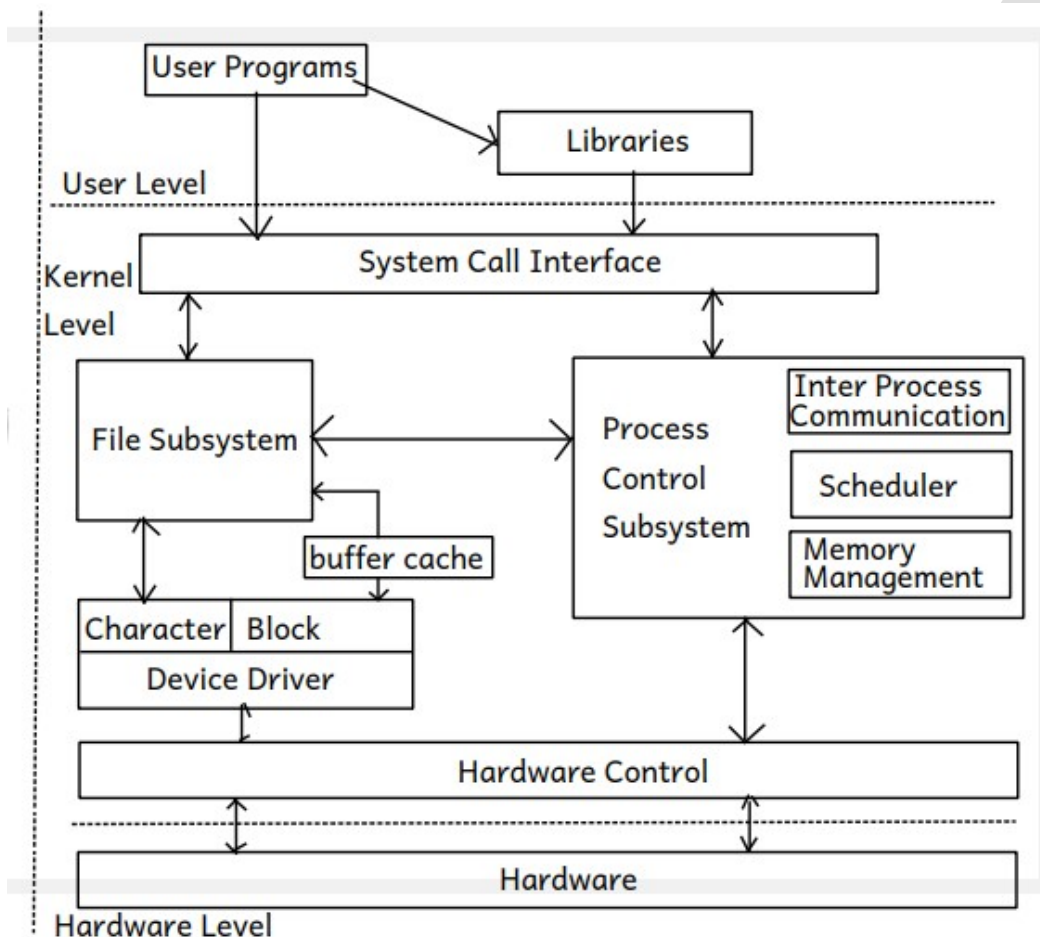 User Programs
Libraries
User Level
System Call Interface
Kernel
Level
File Subsystem
Process
Control
Subsystem
Inter Process
Communication
Scheduler
Memory
Management
buffer cache
Character
Block
Device Driver
Hardware Control
Hardware
Hardware Level